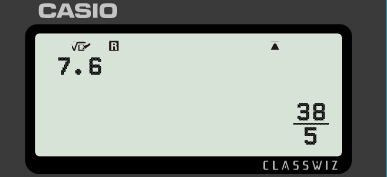 CASIO
√☑ R ▲
7.6
38
5
CLASSWIZ